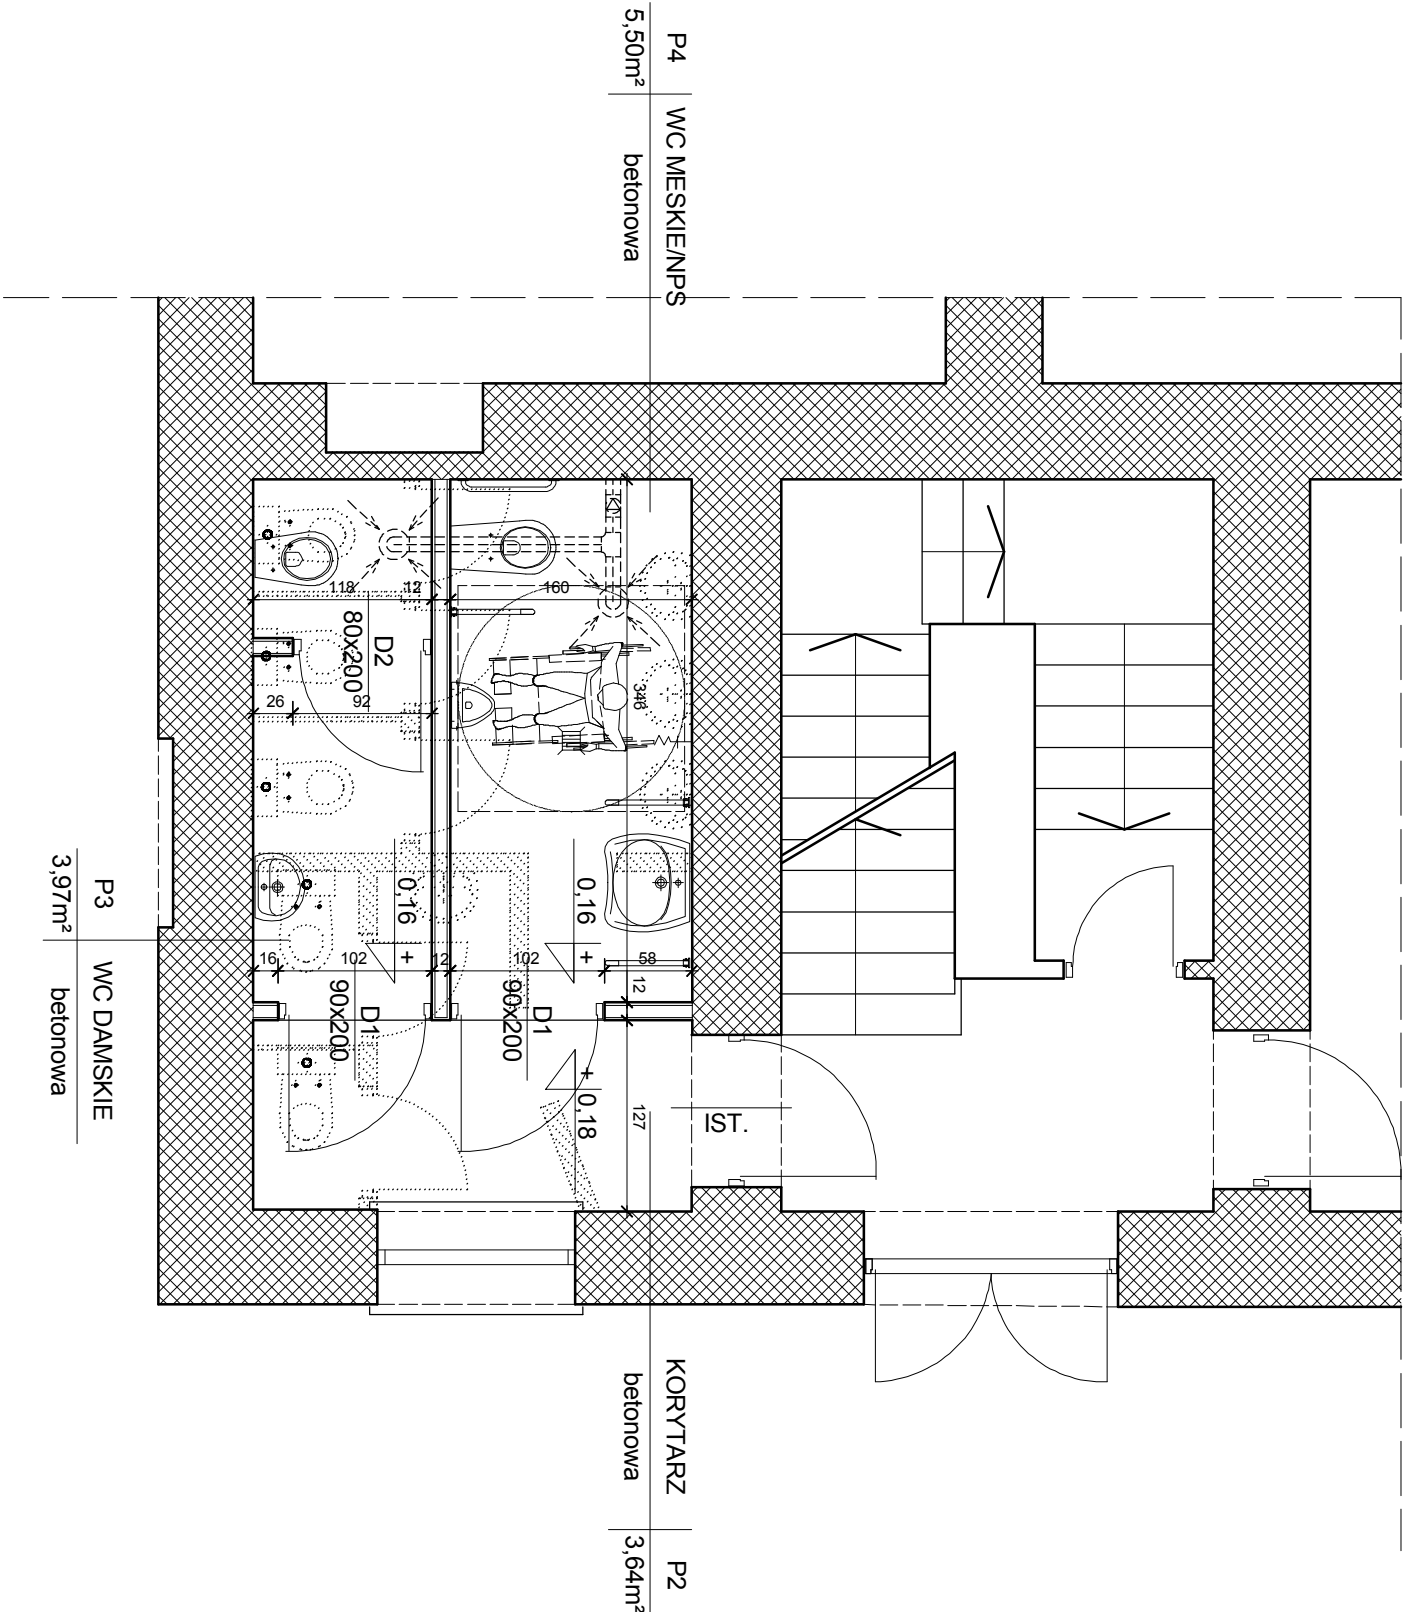 P4
5,50m²
WC MESKIE/NPS
betonowa
118
12
160
D2
80x200
26
92
346
0,16
+
0,16
+
16
102
12
102
58
12
D1
90x200
D1
90x200
+
0,18
127
IST.
P3
3,97m²
WC DAMSKIE
betonowa
KORYTARZ
betonowa
P2
3,64m²